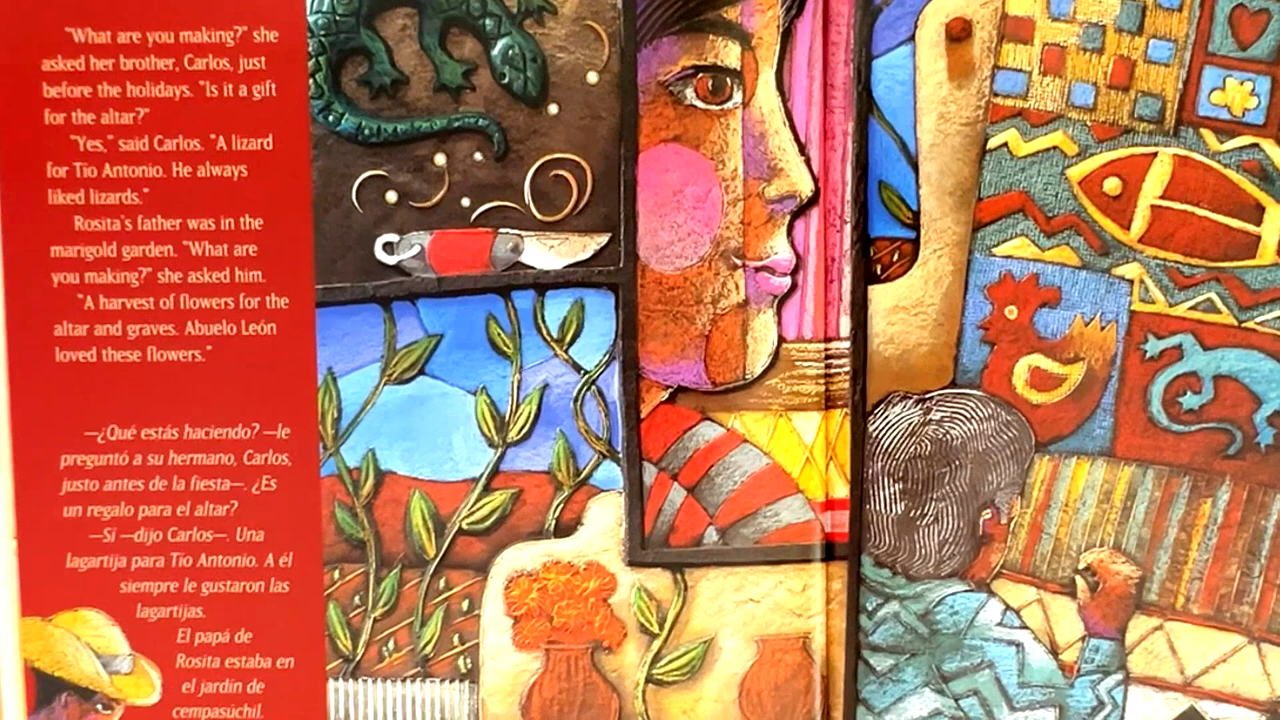 "What are you making?" she
asked her brother, Carlos, just
before the holidays. "Is it a gift
for the altar?"
"Yes," said Carlos. "A lizard
for Tío Antonio. He always
liked lizards."
Rosita's father was in the
marigold garden. "What are
you making?" she asked him.
"A harvest of flowers for the
altar and graves. Abuelo León
loved these flowers."
—¿Qué estás haciendo? —le
preguntó a su hermano, Carlos,
justo antes de la fiesta—. ¿Es
un regalo para el altar?
—Sí —dijo Carlos—. Una
lagartija para Tío Antonio. A él
siempre le gustaron las
lagartijas.
El papá de
Rosita estaba en
el jardín de
cempasúchil.